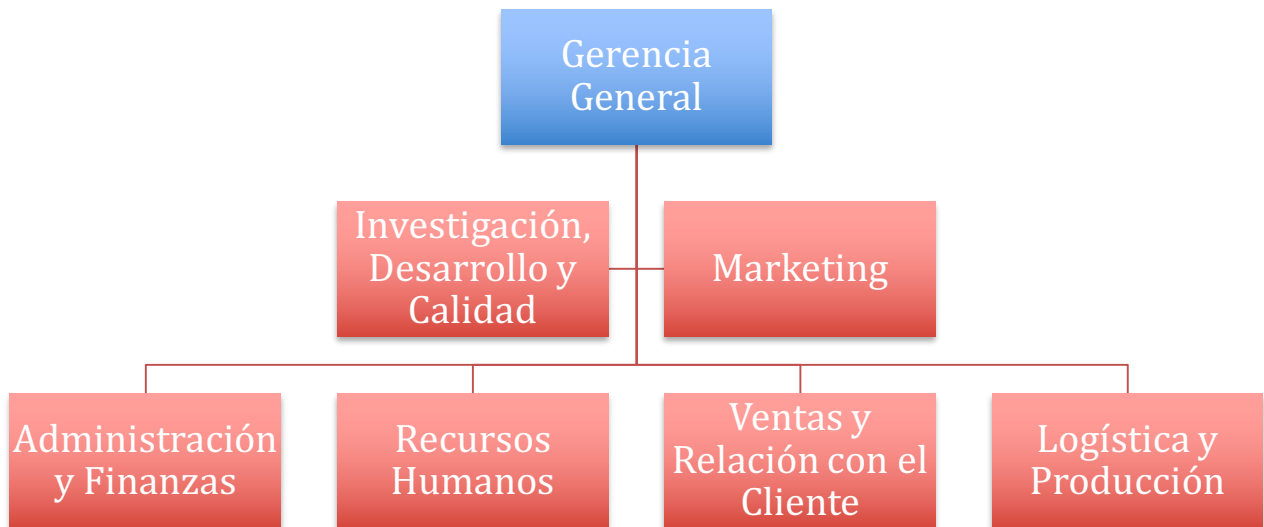 Gerencia
General
Investigación,
Desarrollo y
Calidad
Marketing
Administración
y Finanzas
Recursos
Humanos
Ventas y
Relación con el
Cliente
Logística y
Producción